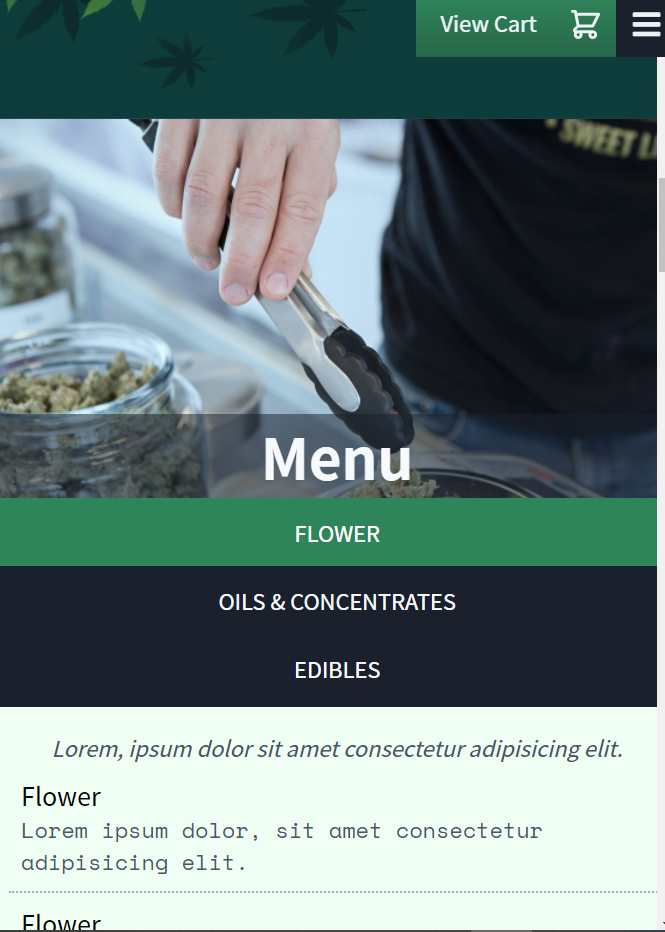 View Cart
SWEET
Menu
FLOWER
OILS & CONCENTRATES
EDIBLES
Lorem, ipsum dolor sit amet consectetur adipisicing elit.
Flower
Lorem ipsum dolor, sit amet consectetur
adipisicing elit.
Flower